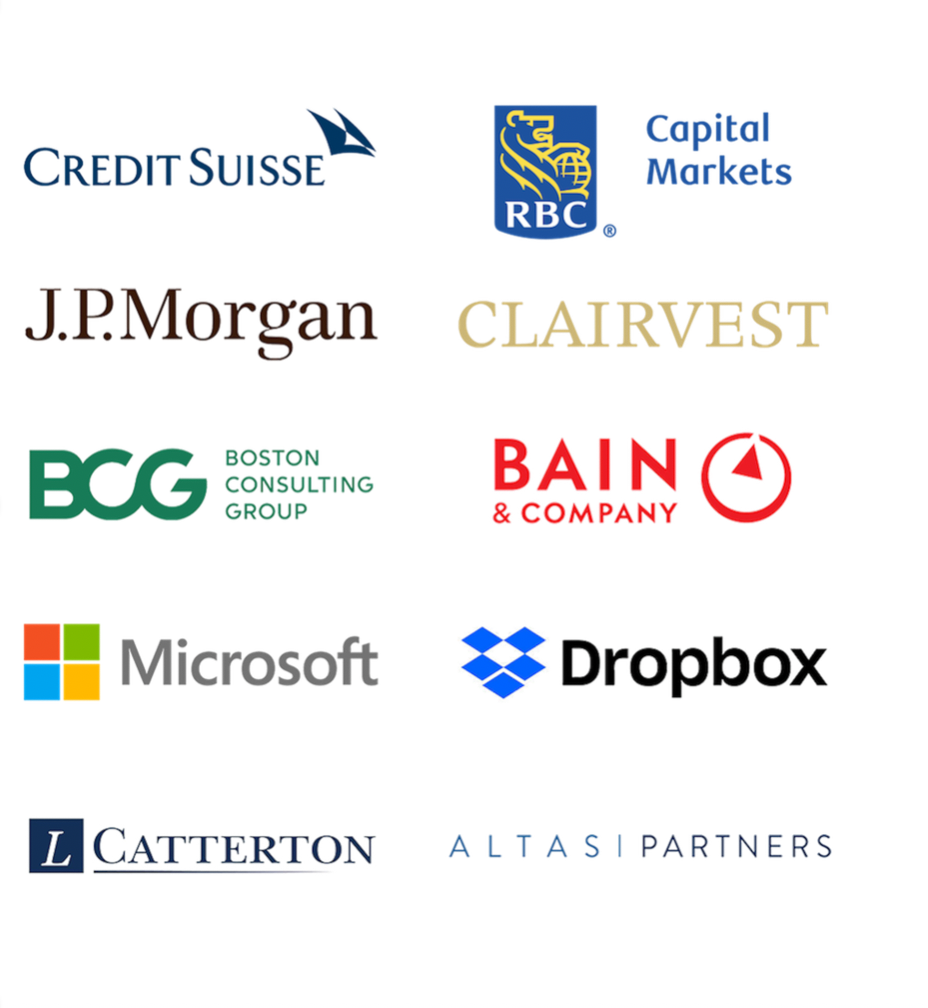 CREDIT SUISSE
RBC ®
Capital
Markets
J.P.Morgan
CLAIRVEST
BCG
BOSTON
CONSULTING
GROUP
BAIN
& COMPANY
Microsoft
Dropbox
L CATTERTON
ALTAS | PARTNERS